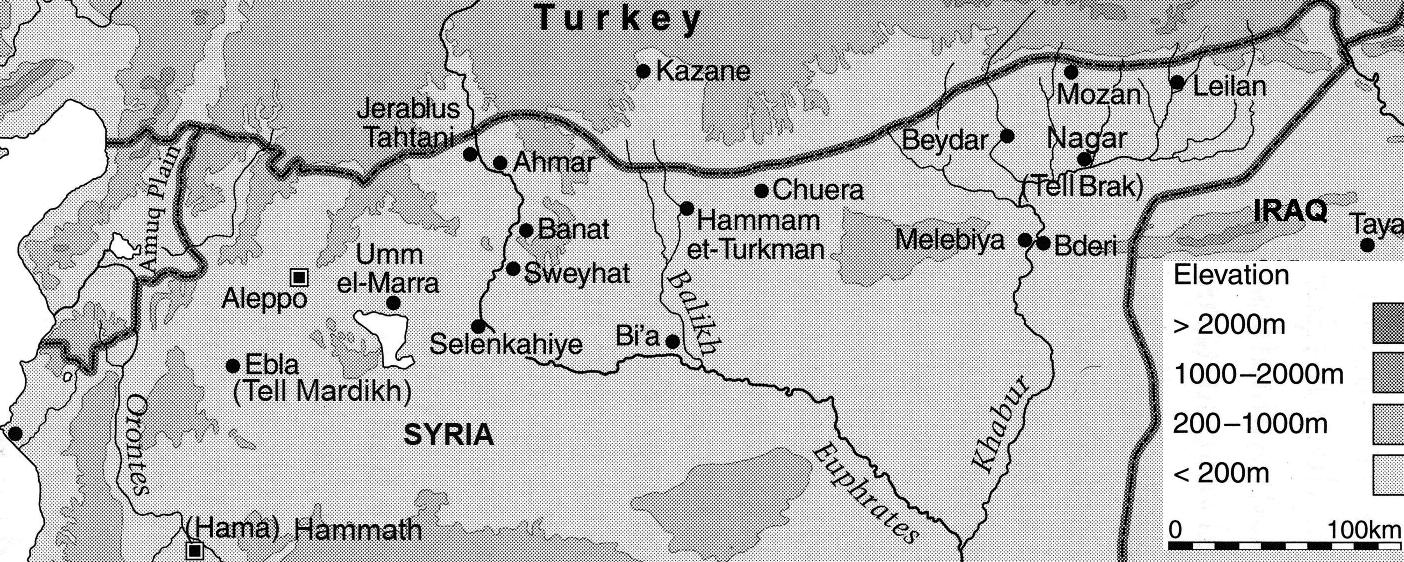 Turkey
Kazane
Jerablus
Tahtani
Ahmar
Amuq Plain
Banat
Sweyhat
Umm
el-Marra
Aleppo
Selenkahiye
Ebla
(Tell Mardikh)
SYRIA
Orontes
(Hama) Hammath
Chuera
Hammam
et-Turkman
Balikh
Bi'a
Euphrates
Khabur
Mozan
Leilan
Beydar
Nagar
(Tell Brak)
Melebiya
Bderi
IRAQ
Taya
Elevation
> 2000m
1000–2000m
200–1000m
< 200m
0 100km